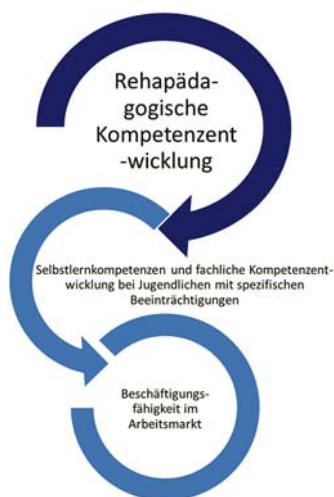 Rehapäda-
gogische
Kompetenzent
-wicklung
Selbstlernkompetenzen und fachliche Kompetenzent-
wicklung bei Jugendlichen mit spezifischen
Beeinträchtigungen
Beschäftigungs-
fähigkeit im
Arbeitsmarkt